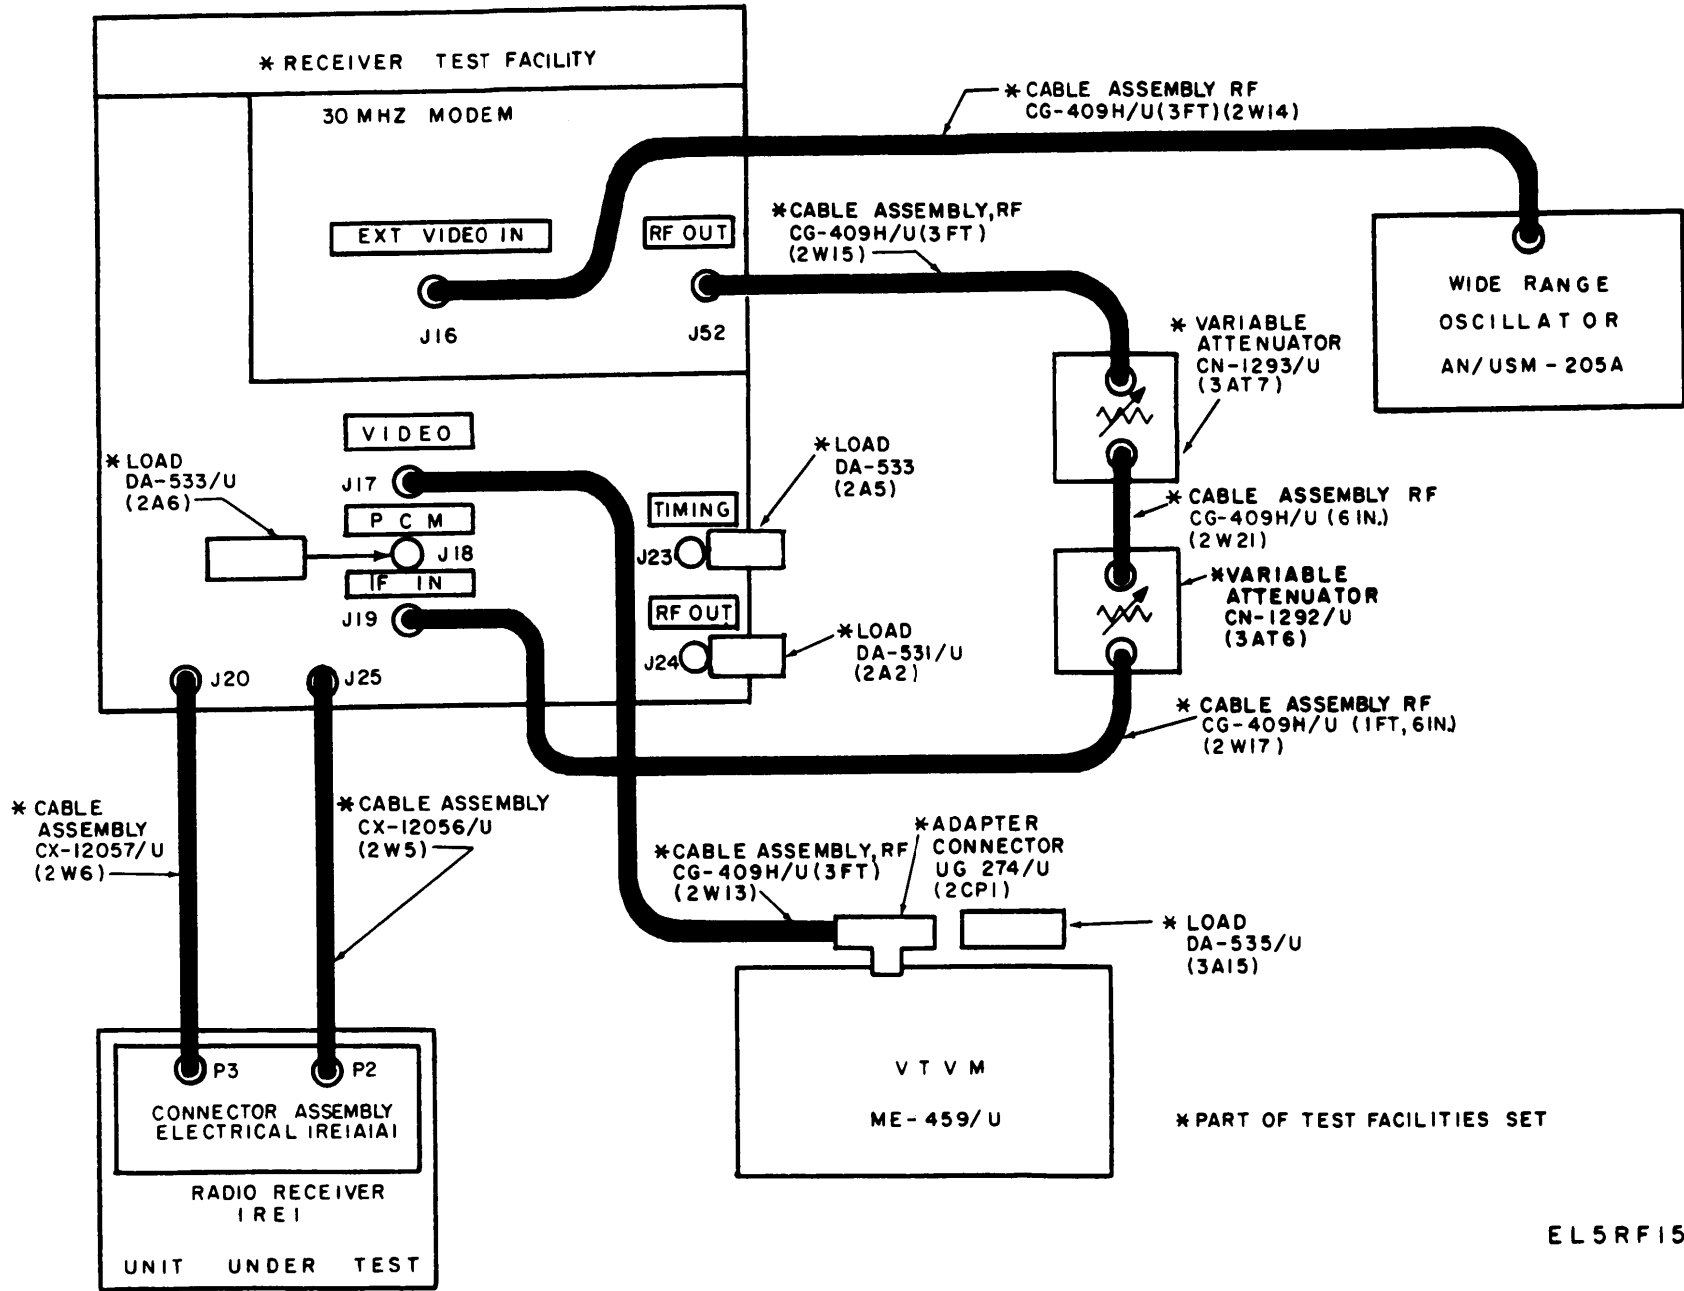 * RECEIVER TEST FACILITY
30 MHZ MODEM
* CABLE ASSEMBLY RF
CG-409H/U(3FT)(2W14)
EXT VIDEO IN
RF OUT
J16
J52
*CABLE ASSEMBLY,RF
CG-409H/U(3FT)
(2W15)
WIDE RANGE
OSCILLATOR
AN/USM-205A
* VARIABLE
ATTENUATOR
CN-1293/U
(3AT7)
VIDEO
J17
* LOAD
DA-533/U
(2A6)
PCM
J18
IF IN
J19
TIMING
J23
* LOAD
DA-533
(2A5)
RF OUT
J24
* LOAD
DA-531/U
(2A2)
* CABLE ASSEMBLY RF
CG-409H/U (6IN.)
(2W21)
*VARIABLE
ATTENUATOR
CN-1292/U
(3AT6)
* CABLE ASSEMBLY RF
CG-409H/U (1FT,6IN.)
(2W17)
J20
J25
* CABLE
ASSEMBLY
CX-12057/U
(2W6)
*CABLE ASSEMBLY
CX-12056/U
(2W5)
*CABLE ASSEMBLY,RF
CG-409H/U(3FT)
(2W13)
*ADAPTER
CONNECTOR
UG 274/U
(2CP1)
* LOAD
DA-535/U
(3A15)
P3
P2
CONNECTOR ASSEMBLY
ELECTRICAL 1RE1A1A1
RADIO RECEIVER
1RE1
UNIT UNDER TEST
VTVM
ME-459/U
*PART OF TEST FACILITIES SET
EL5RF15